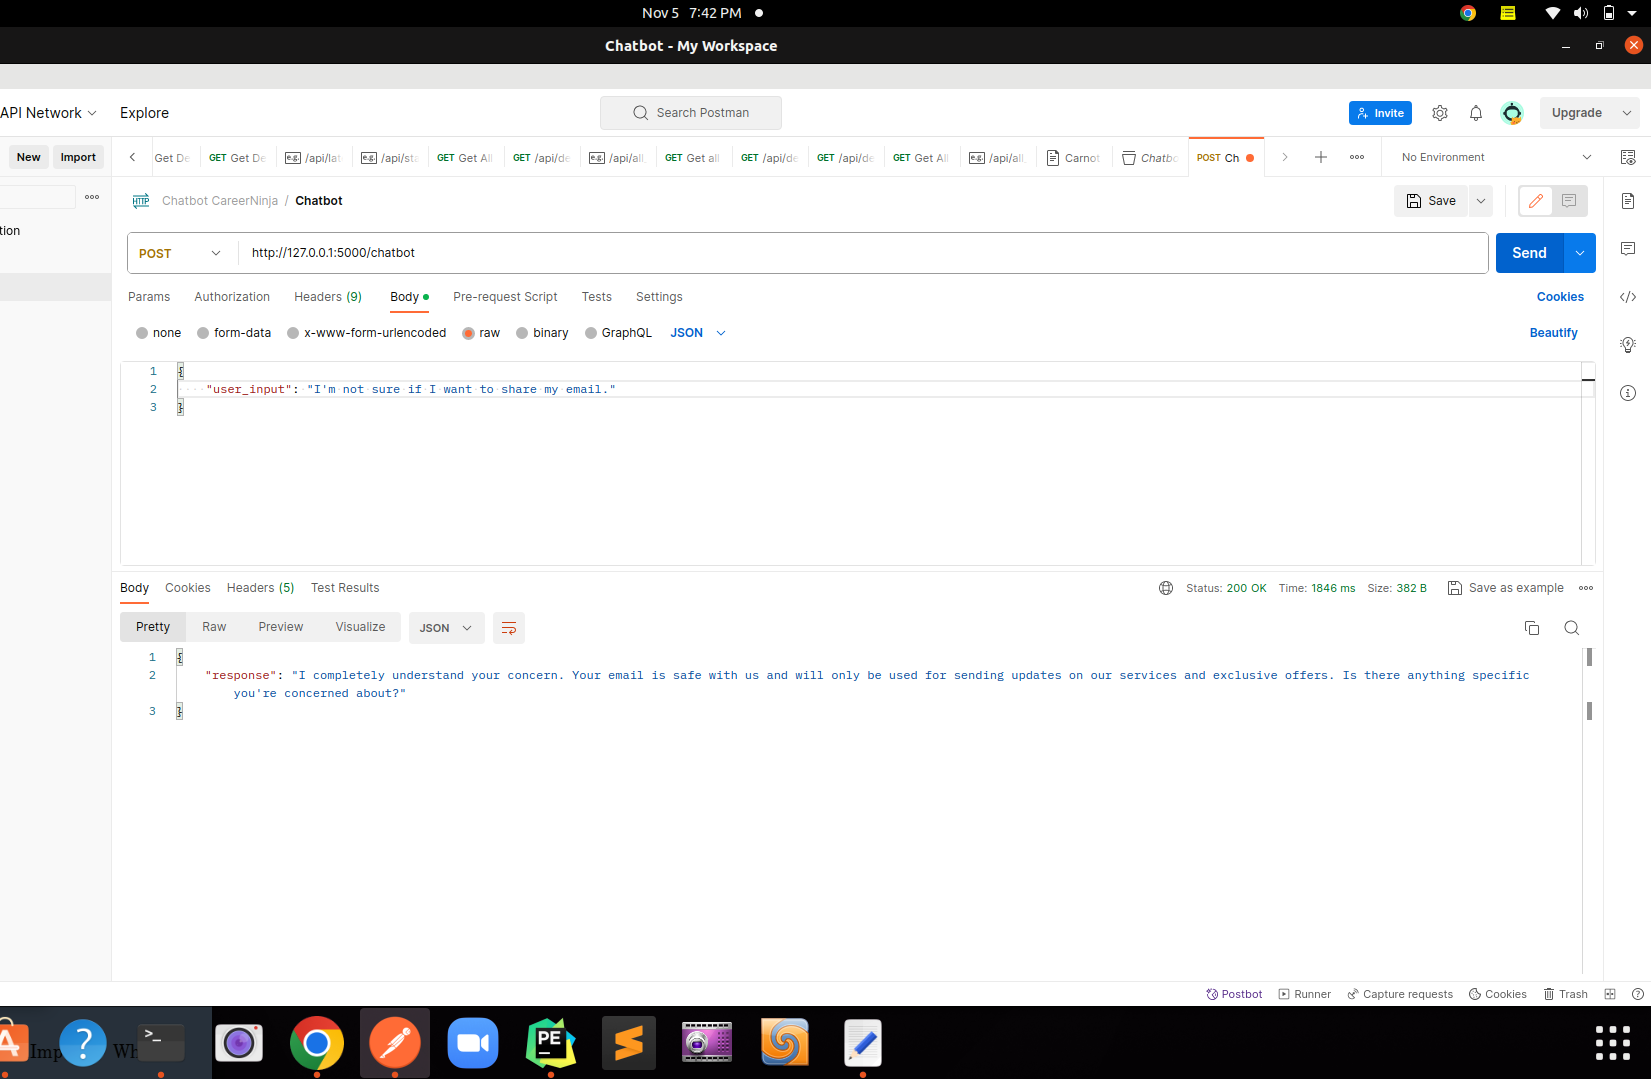 Nov 5 7:42 PM
Chatbot - My Workspace
API Network Explore Search Postman Invite Upgrade
New Import Get De GET Get De e.g. /api/lat e.g. /api/sta GET Get All GET /api/de e.g. /api/all, GET Get all GET /api/de GET /api/de GET Get All e.g. /api/all, Carnot Chatbo POST Ch No Environment
HTTP Chatbot CareerNinja / Chatbot Save
tion
POST http://127.0.0.1:5000/chatbot Send
Params Authorization Headers (9) Body Pre-request Script Tests Settings Cookies
none form-data x-www-form-urlencoded raw binary GraphQL JSON Beautify
1 {
2 "user_input": "I'm not sure if I want to share my email."
3 }
Body Cookies Headers (5) Test Results Status: 200 OK Time: 1846 ms Size: 382 B Save as example
Pretty Raw Preview Visualize JSON
1 {
2 "response": "I completely understand your concern. Your email is safe with us and will only be used for sending updates on our services and exclusive offers. Is there anything specific
you're concerned about?"
3 }
Postbot Runner Capture requests Cookies Trash
Imp ? Wh >_ PE